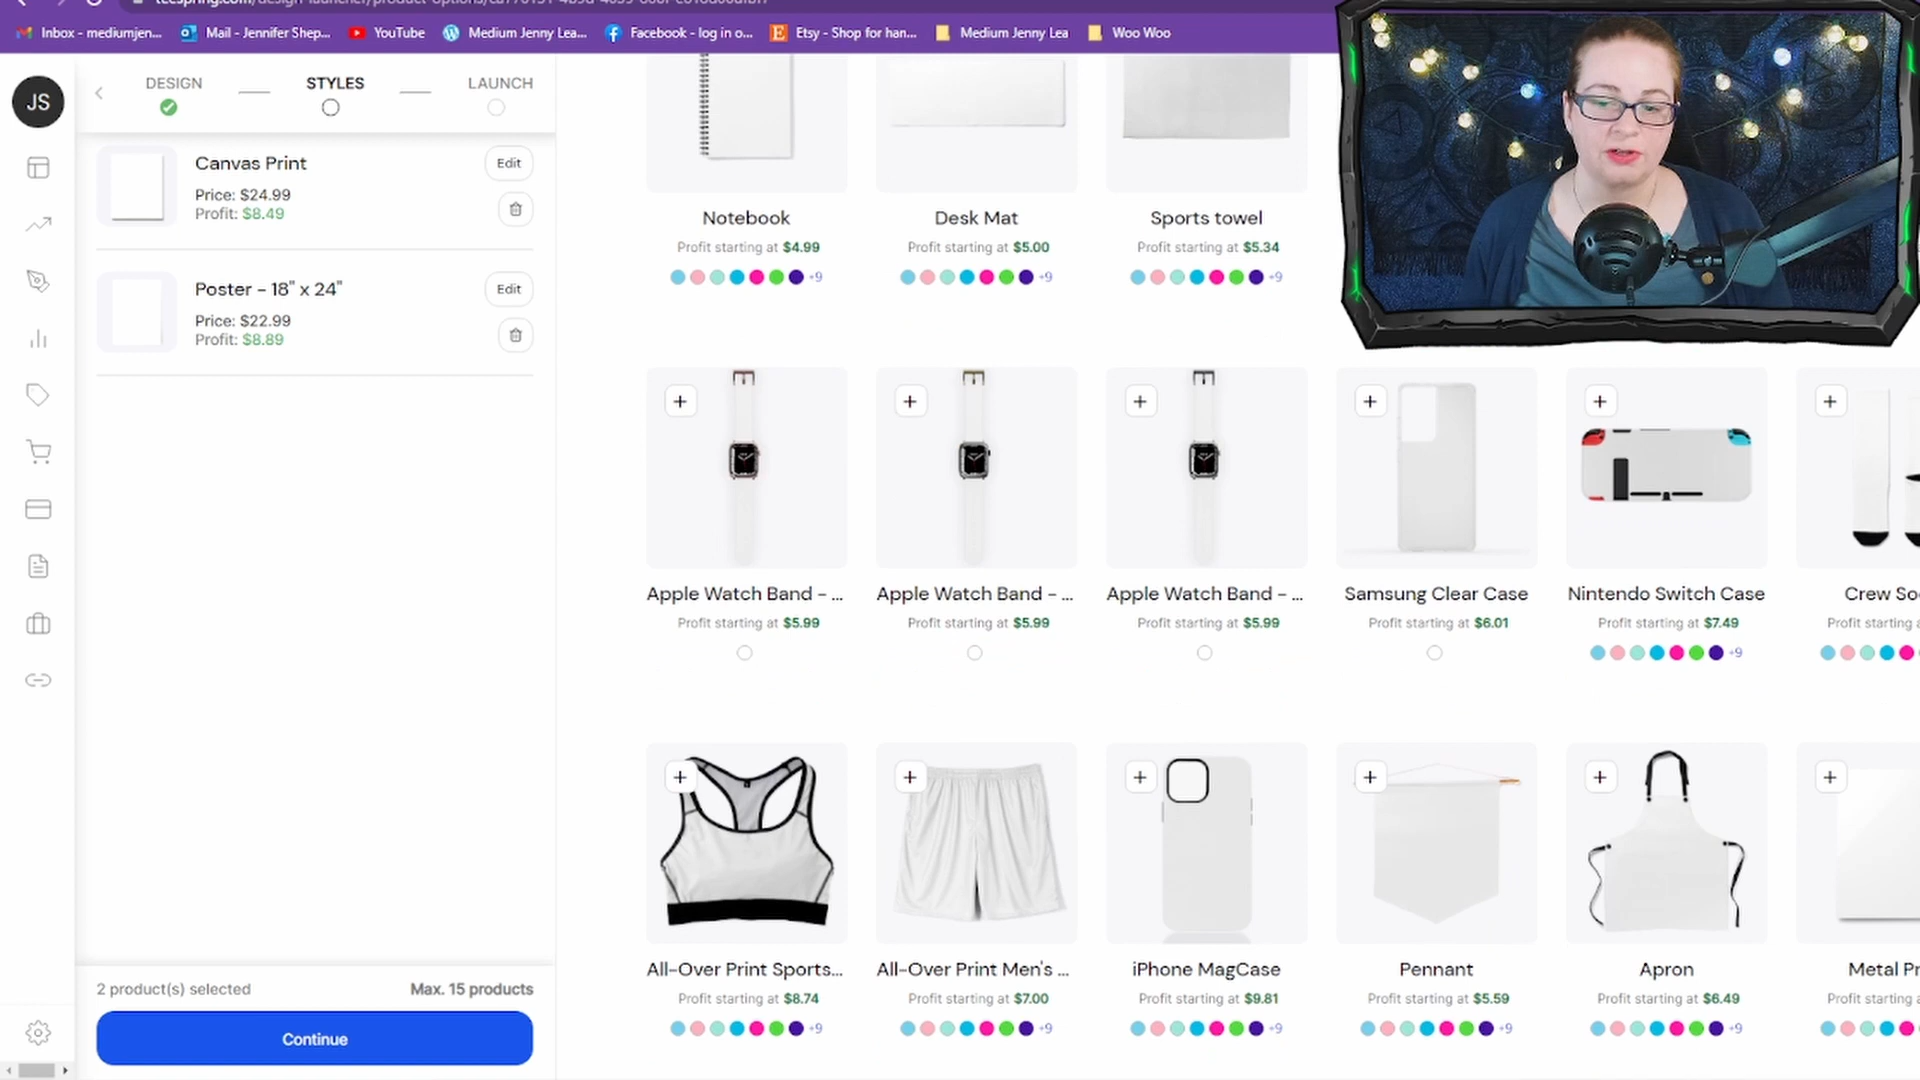 Inbox - mediumjen...
Mail - Jennifer Shep...
YouTube
Medium Jenny Lea...
Facebook - log in o...
Etsy - Shop for han...
Medium Jenny Lea
Woo Woo
JS
DESIGN
STYLES
LAUNCH
Canvas Print
Edit
Price: $24.99
Profit: $8.49
Poster - 18" x 24"
Edit
Price: $22.99
Profit: $8.89
2 product(s) selected
Max. 15 products
Continue
Notebook
Desk Mat
Sports towel
Profit starting at $4.99
Profit starting at $5.00
Profit starting at $5.34
+9
+9
+9
Apple Watch Band - ...
Apple Watch Band - ...
Apple Watch Band - ...
Samsung Clear Case
Nintendo Switch Case
Crew So
Profit starting at $5.99
Profit starting at $5.99
Profit starting at $5.99
Profit starting at $6.01
Profit starting at $7.49
Profit starting
+9
All-Over Print Sports...
All-Over Print Men's ...
iPhone MagCase
Pennant
Apron
Metal Pr
Profit starting at $8.74
Profit starting at $7.00
Profit starting at $9.81
Profit starting at $5.59
Profit starting at $6.49
Profit starting
+9
+9
+9
+9
+9